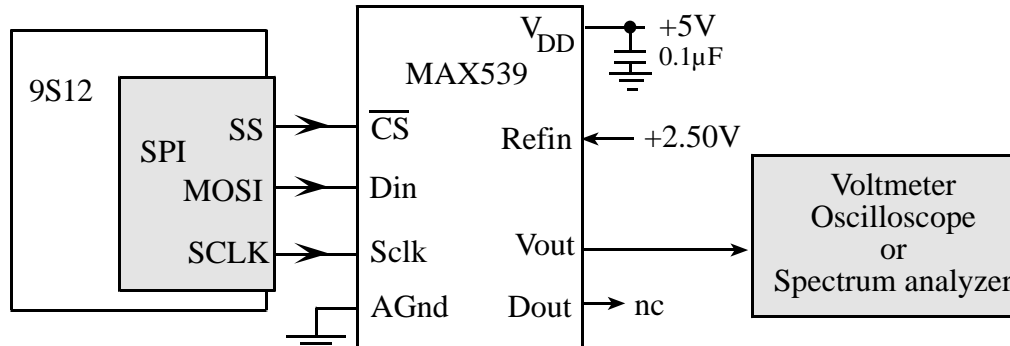 9S12
SPI
SS
MOSI
SCLK
MAX539
CS
Din
Sclk
AGnd
VDD
Refin
Vout
Dout
+5V
0.1µF
+2.50V
nc
Voltmeter
Oscilloscope
or
Spectrum analyzer